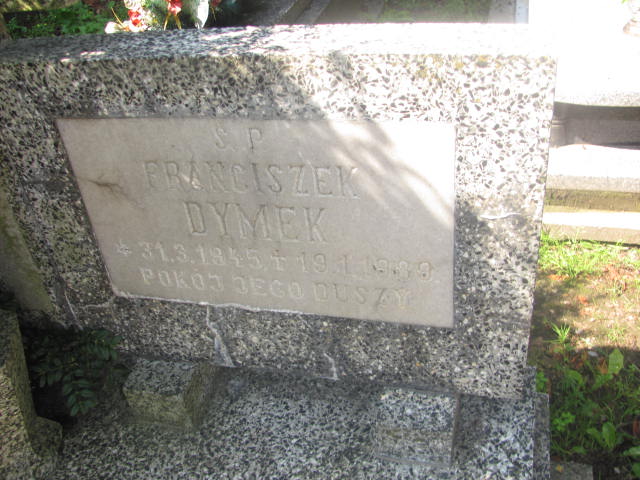 Ś. P.
FRANCISZEK
DYMEK
* 31.3.1945. + 19.1.1989.
POKÓJ JEGO DUSZY